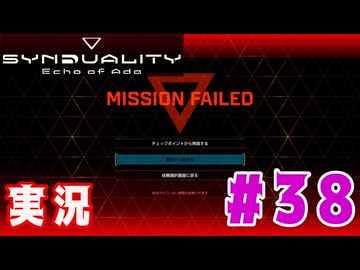 SYNDUALITY
Echo of Ada
MISSION FAILED
チェックポイントから再開する
依頼選択画面に戻る
実況
#38